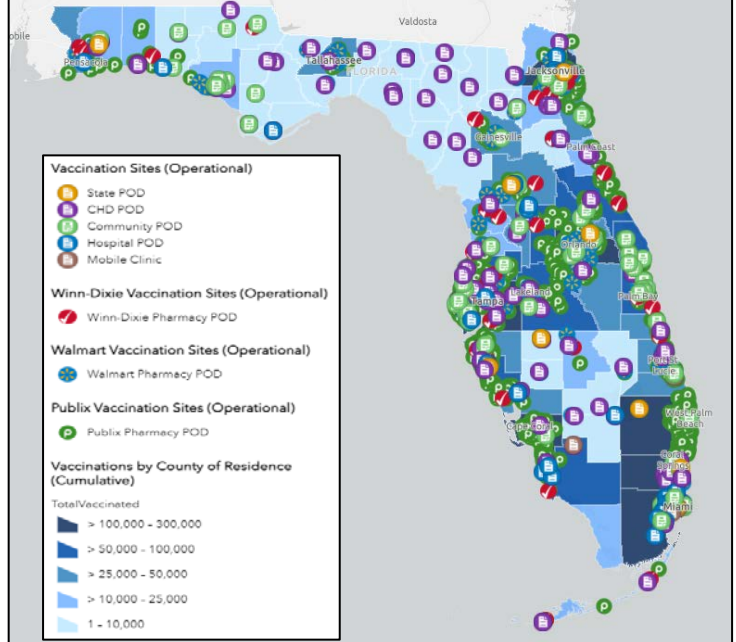 Valdosta
obile
Pensacola
Tallahassee
FLORIDA
Jacksonville
Gainesville
Palm Coast
Orlando
Lakeland
Tampa
Palm Bay
Port St.
Lucie
Cape Coral
West Palm
Beach
Coral
Springs
Miami
Vaccination Sites (Operational)
State POD
CHD POD
Community POD
Hospital POD
Mobile Clinic
Winn-Dixie Vaccination Sites (Operational)
Winn-Dixie Pharmacy POD
Walmart Vaccination Sites (Operational)
Walmart Pharmacy POD
Publix Vaccination Sites (Operational)
Publix Pharmacy POD
Vaccinations by County of Residence
(Cumulative)
TotalVaccinated
> 100,000 - 300,000
> 50,000 - 100,000
> 25,000 - 50,000
> 10,000 - 25,000
1 - 10,000